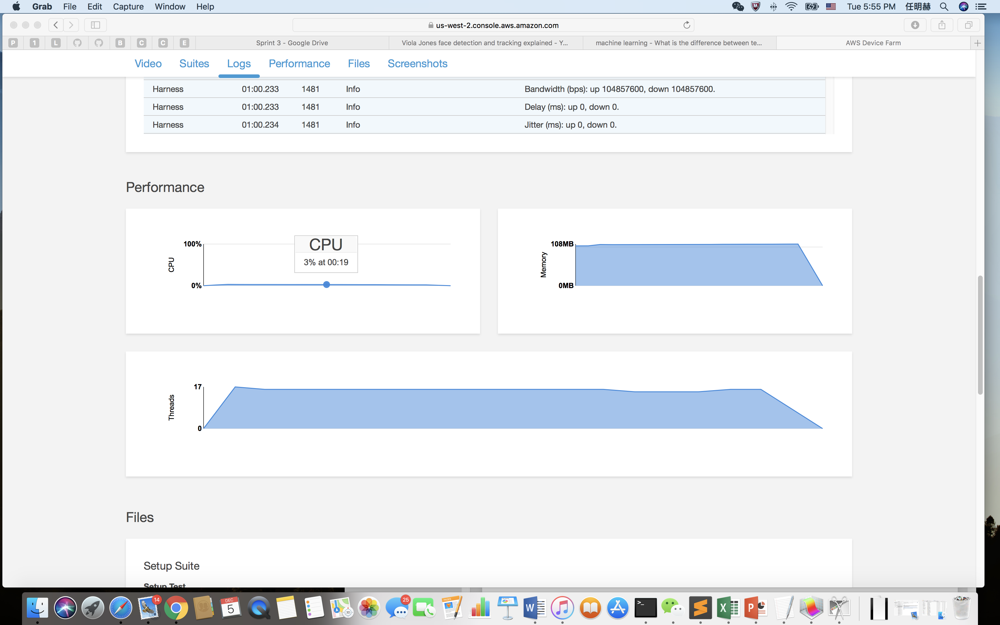 Grab File Edit Capture Window Help Tue 5:55 PM 任明赫
us-west-2.console.aws.amazon.com
P 1 L B C C E Sprint 3 - Google Drive Viola Jones face detection and tracking explained - Y... machine learning - What is the difference between te... AWS Device Farm
Video Suites Logs Performance Files Screenshots
Harness 01:00.233 1481 Info Bandwidth (bps): up 104857600, down 104857600.
Harness 01:00.233 1481 Info Delay (ms): up 0, down 0.
Harness 01:00.234 1481 Info Jitter (ms): up 0, down 0.
Performance
100%
CPU
0%
CPU
3% at 00:19
108MB
Memory
0MB
17
Threads
0
Files
Setup Suite
Setup Test
14
DEC
5
3D
25
PAGES
W
>_
X
P